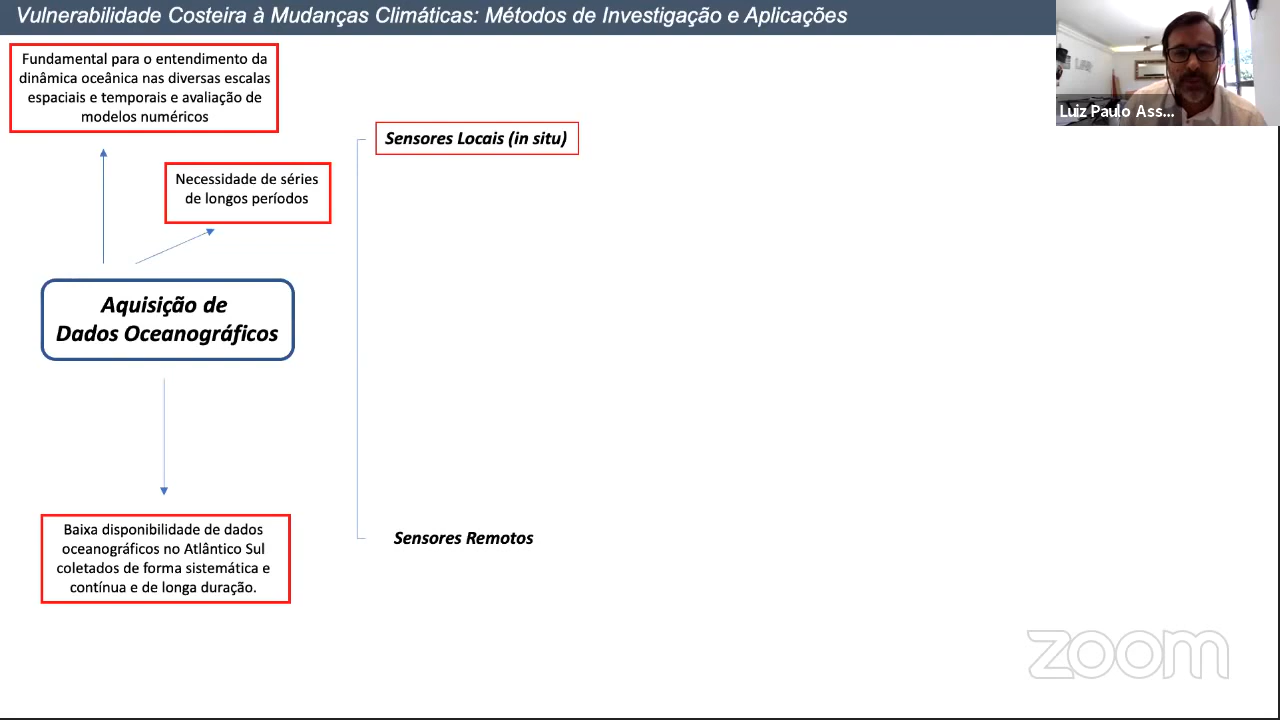 Vulnerabilidade Costeira à Mudanças Climáticas: Métodos de Investigação e Aplicações
Fundamental para o entendimento da
dinâmica oceânica nas diversas escalas
espaciais e temporais e avaliação de
modelos numéricos
Luiz Paulo Ass...
Sensores Locais (in situ)
Necessidade de séries
de longos períodos
Aquisição de
Dados Oceanográficos
Baixa disponibilidade de dados
oceanográficos no Atlântico Sul
coletados de forma sistemática e
contínua e de longa duração.
Sensores Remotos
zoom